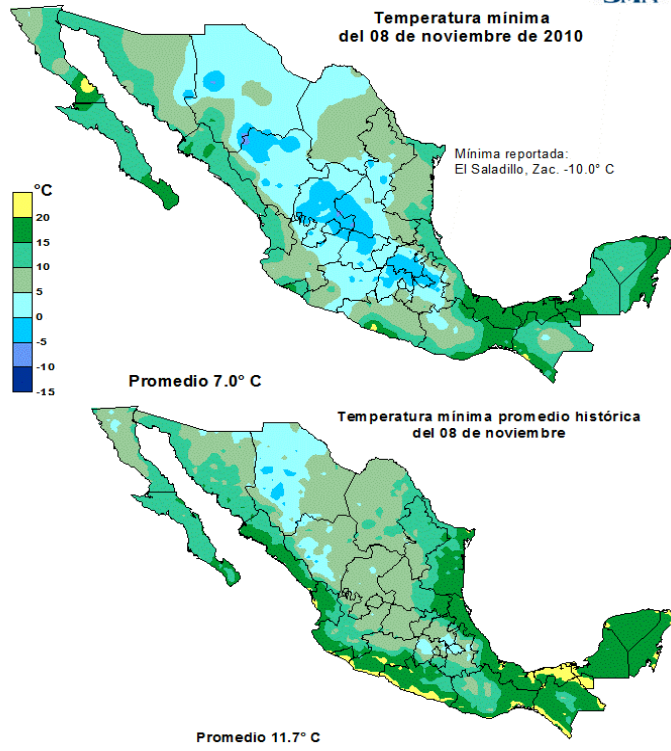 SMN
Temperatura mínima
del 08 de noviembre de 2010
Mínima reportada:
El Saladillo, Zac. -10.0° C
°C
20
15
10
5
0
-5
-10
-15
Promedio 7.0° C
Temperatura mínima promedio histórica
del 08 de noviembre
Promedio 11.7° C